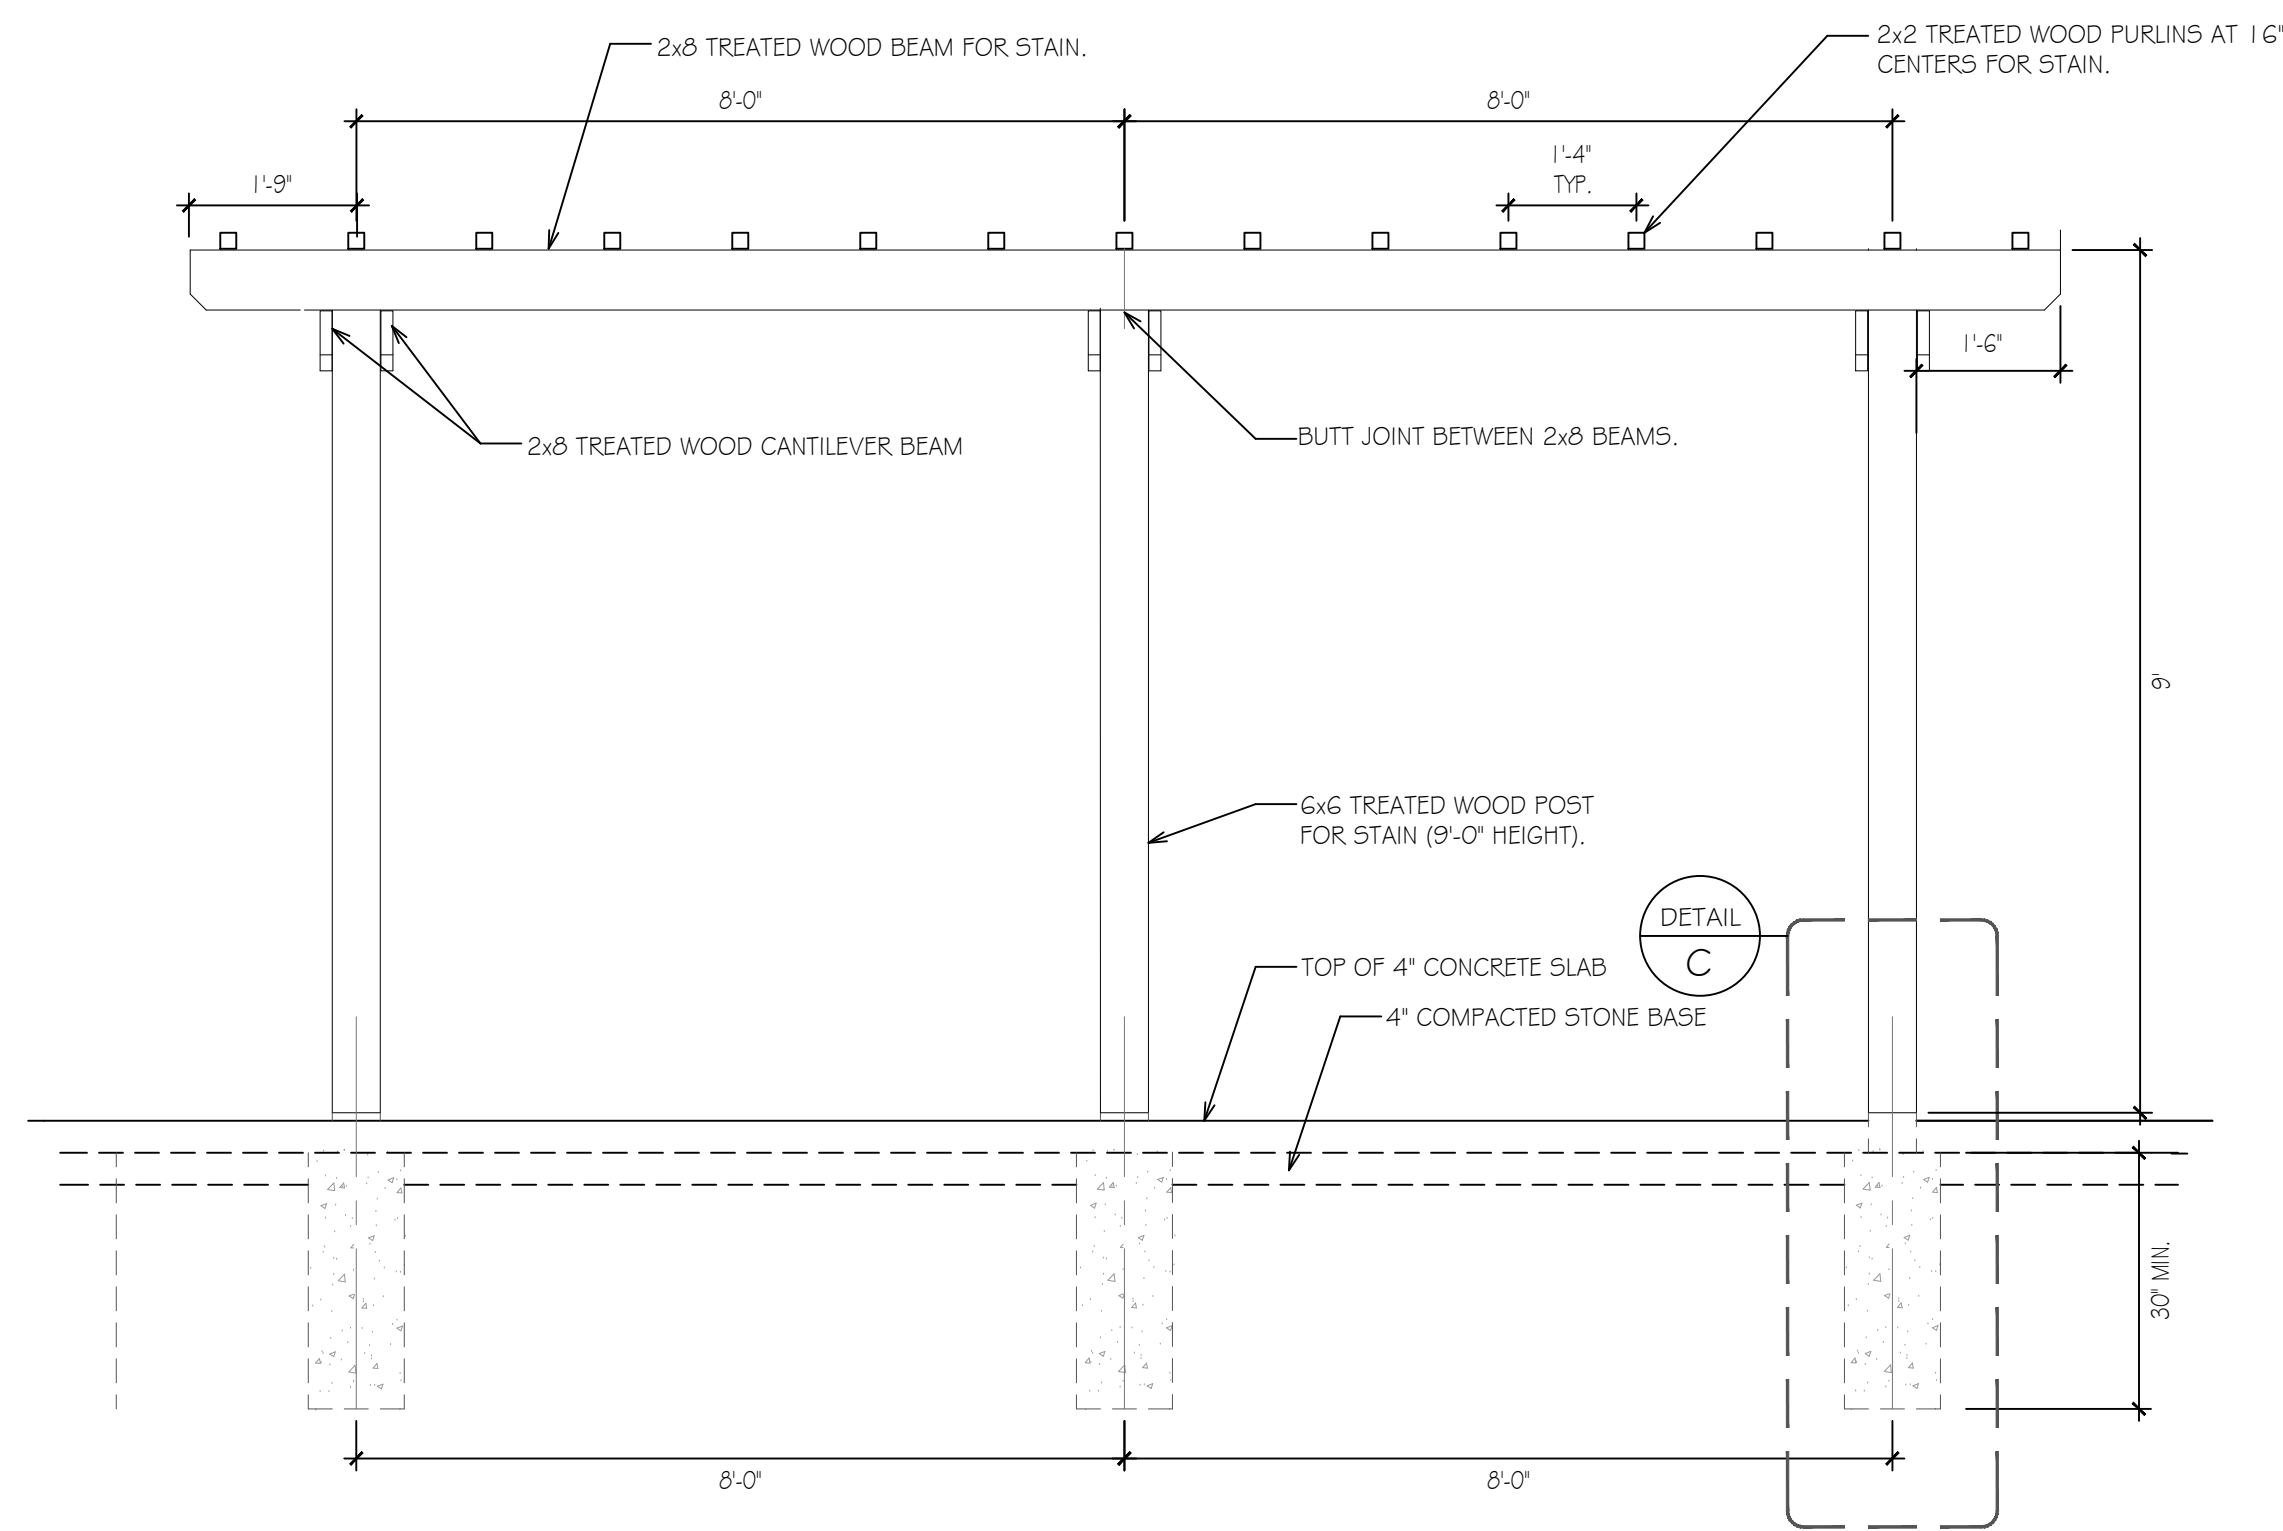 2x8 TREATED WOOD BEAM FOR STAIN.
2x2 TREATED WOOD PURLINS AT 16"
CENTERS FOR STAIN.
8'-0"
8'-0"
1'-4"
TYP.
1'-9"
1'-6"
2x8 TREATED WOOD CANTILEVER BEAM
BUTT JOINT BETWEEN 2x8 BEAMS.
9'
6x6 TREATED WOOD POST
FOR STAIN (9'-0" HEIGHT).
DETAIL
C
TOP OF 4" CONCRETE SLAB
4" COMPACTED STONE BASE
30" MIN.
8'-0"
8'-0"